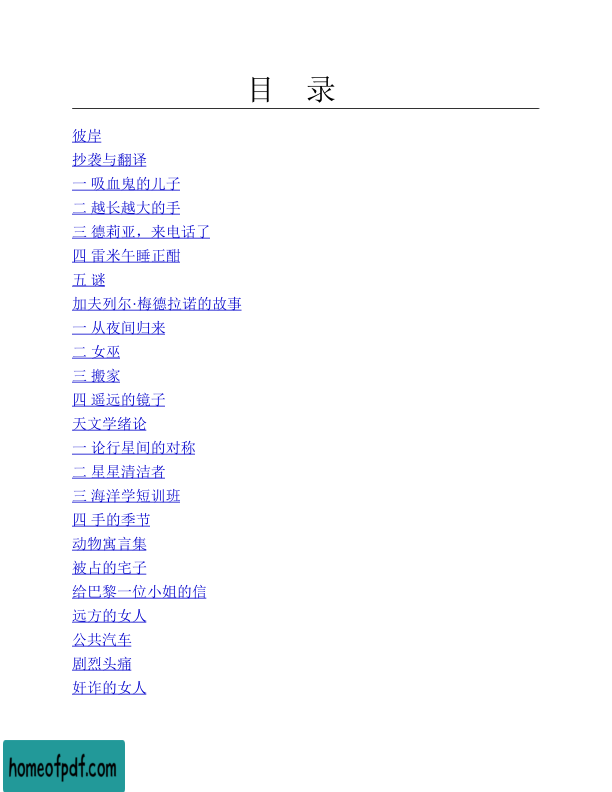 目 录
彼岸
抄袭与翻译
一 吸血鬼的儿子
二 越长越大的手
三 德莉亚，来电话了
四 雷米午睡正酣
五 谜
加夫列尔·梅德拉诺的故事
一 从夜间归来
二 女巫
三 搬家
四 遥远的镜子
天文学绪论
一 论行星间的对称
二 星星清洁者
三 海洋学短训班
四 手的季节
动物寓言集
被占的宅子
给巴黎一位小姐的信
远方的女人
公共汽车
剧烈头痛
奸诈的女人
homeofpdf.com